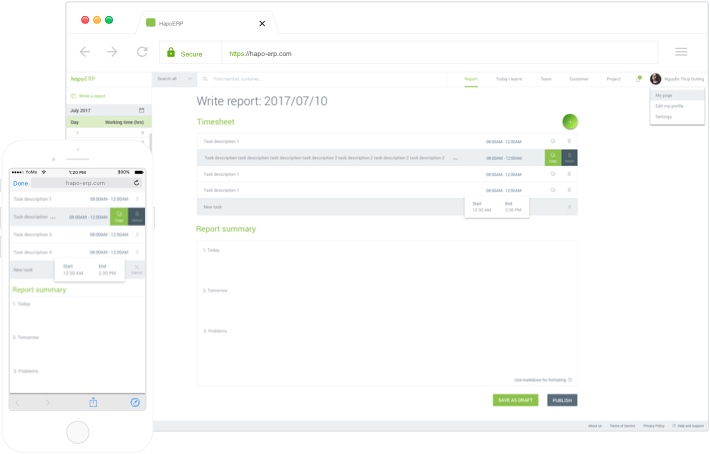 HapoERP
Secure
https://hapo-erp.com
hapoERP
Search all
Find member, customer...
Report
Today I learns
Team
Customer
Project
Nguyễn Thuỳ Dương
Write a report
July 2017
Day Working time (hrs)
My page
Edit my profile
Settings
Write report: 2017/07/10
Timesheet
Task description 1 08:00AM - 12:00AM
Task description task description task description task description 2 task description 2 task description 2 task description 2 ... 08:00AM - 12:00AM Copy Delete
Task description 1 08:00AM - 12:00AM
Task description 1 08:00AM - 12:00AM
New task
Start End
10:30 AM 2:00 PM
Report summary
1. Today
2. Tomorrow
3. Problems
Use markdown for formating
SAVE AS DRAFT
PUBLISH
About us
Terms of Service
Privacy Policy
Help and Support
YoMo 1:20 PM 100%
Done hapo-erp.com
Task description 1 08:00AM - 12:00AM
Task description ... 08:00AM - 12:00AM Copy Delete
Task description 3 08:00AM - 12:00AM
Task description 4 08:00AM - 12:00AM
New task
Start End
10:30 AM 2:00 PM
Cancel
Report summary
1. Today
2. Tomorrow
3. Problems